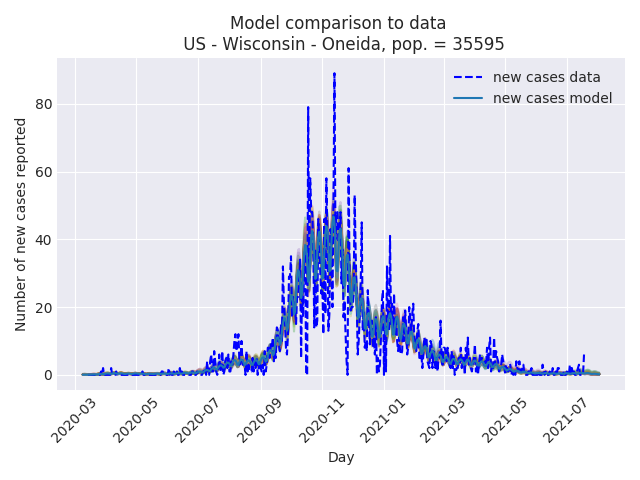 Model comparison to data
US - Wisconsin - Oneida, pop. = 35595
new cases data
new cases model
Number of new cases reported
80
60
40
20
0
2020-03
2020-05
2020-07
2020-09
2020-11
2021-01
2021-03
2021-05
2021-07
Day